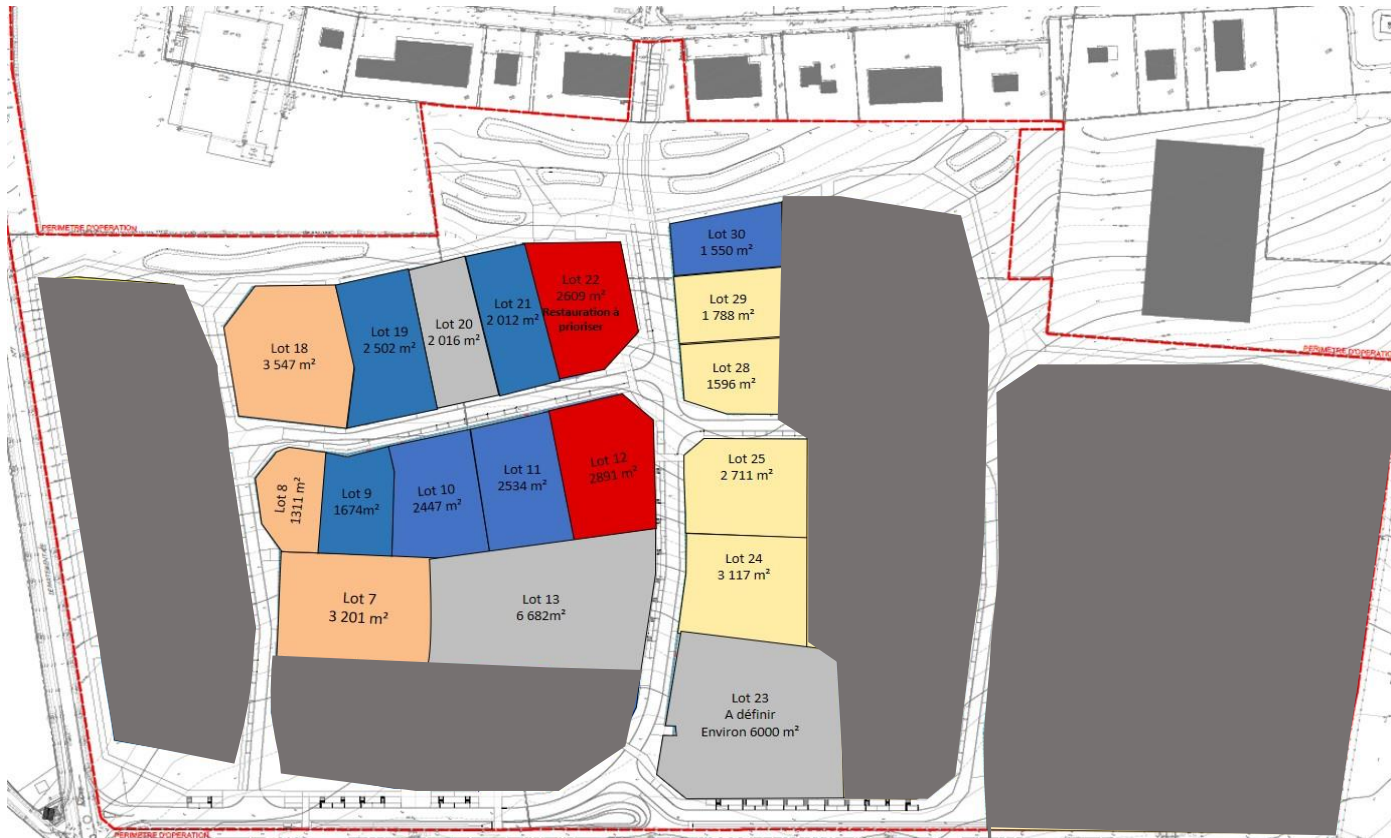 PERIMETRE D'OPERATION
Lot 30
1 550 m²
Lot 29
1 788 m²
Lot 28
1596 m²
Lot 22
2609 m²
Restauration à
prioriser
Lot 21
2 012 m²
Lot 20
2 016 m²
Lot 19
2 502 m²
Lot 18
3 547 m²
PERIMETRE D'OPERATION
Lot 8
1311 m²
Lot 9
1674m²
Lot 10
2447 m²
Lot 11
2534 m²
Lot 12
2891 m²
Lot 25
2 711 m²
Lot 24
3 117 m²
Lot 7
3 201 m²
Lot 13
6 682m²
Lot 23
A définir
Environ 6000 m²
PERIMETRE D'OPERATION